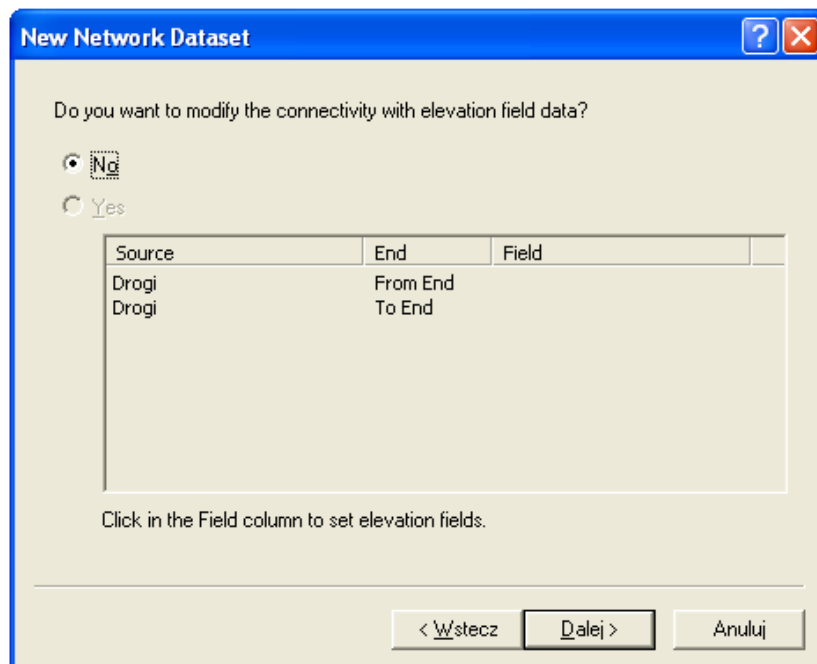 New Network Dataset
Do you want to modify the connectivity with elevation field data?
No
Yes
Source End Field
Drogi From End
Drogi To End
Click in the Field column to set elevation fields.
< Wstecz Dalej > Anuluj